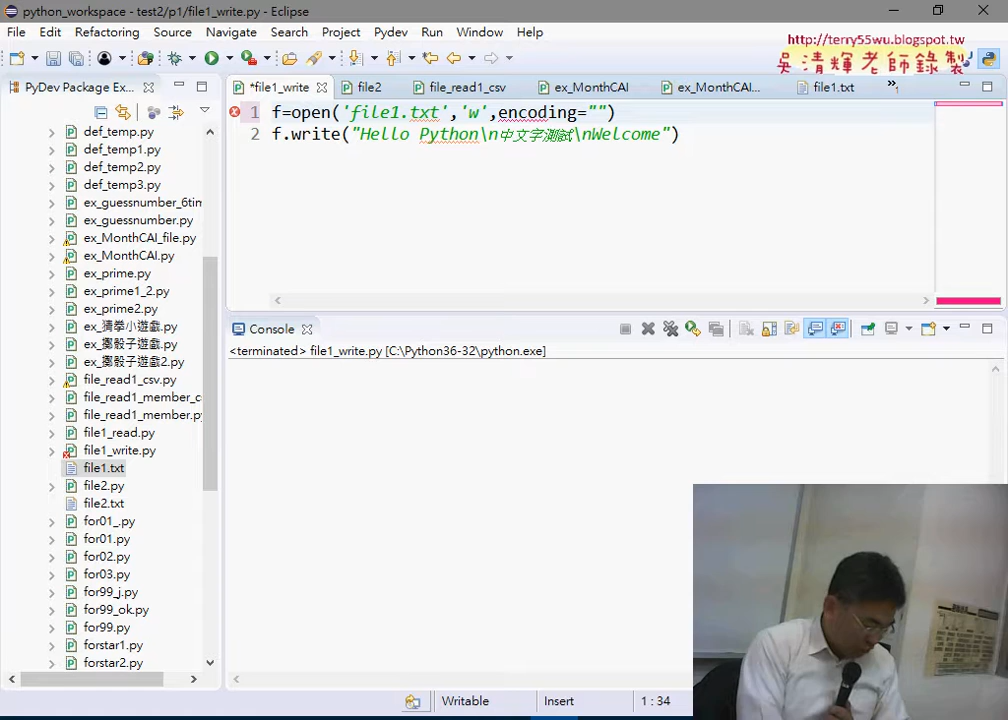 python_workspace - test2/p1/file1_write.py - Eclipse
File Edit Refactoring Source Navigate Search Project Pydev Run Window Help
http://terry55wu.blogspot.tw
吳清輝老師錄製
PyDev Package Ex...
*file1_write file2 file_read1_csv ex_MonthCAI ex_MonthCAI... file1.txt
1 f=open('file1.txt','w',encoding="")
2 f.write("Hello Python\n中文字測試\nWelcome")
def_temp.py
def_temp1.py
def_temp2.py
def_temp3.py
ex_guessnumber_6tim
ex_guessnumber.py
ex_MonthCAI_file.py
ex_MonthCAI.py
ex_prime.py
ex_prime1_2.py
ex_prime2.py
ex_猜拳小遊戲.py
ex_擲骰子遊戲.py
ex_擲骰子遊戲2.py
file_read1_csv.py
file_read1_member_c
file_read1_member.py
file1_read.py
file1_write.py
file1.txt
file2.py
file2.txt
for01_.py
for01.py
for02.py
for03.py
for99_j.py
for99_ok.py
for99.py
forstar1.py
forstar2.py
Console
<terminated> file1_write.py [C:\Python36-32\python.exe]
Writable Insert 1 : 34